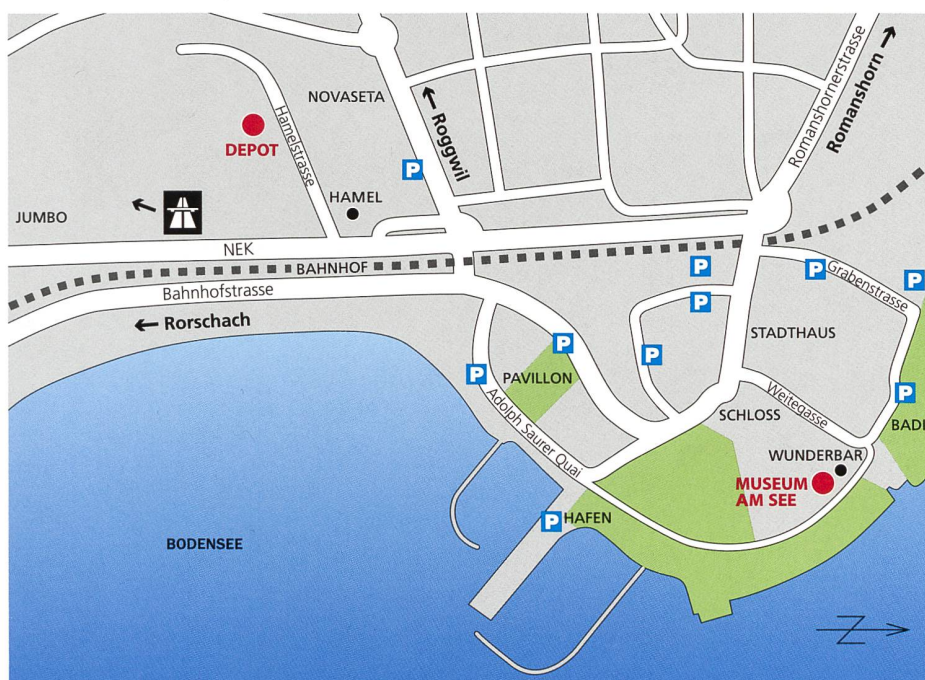 Romanshornerstrasse
Romanshorn
NOVASETA
Hamelstrasse
DEPOT
Roggwil
P
HAMEL
JUMBO
NEK
BAHNHOF
P
P
Grabenstrasse
P
Bahnhofstrasse
P
Rorschach
STADTHAUS
P
P
P
PAVILLON
P
Adolph Saurer Quai
Weitegasse
SCHLOSS
BADI
WUNDERBAR
MUSEUM
AM SEE
P
HAFEN
BODENSEE